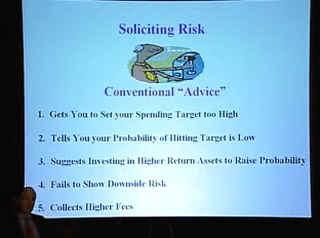 Soliciting Risk
Conventional “Advice”
1. Gets You to Set your Spending Target too High
2. Tells You your Probability of Hitting Target is Low
3. Suggests Investing in Higher Return Assets to Raise Probability
4. Fails to Show Downside Risk
5. Collects Higher Fees